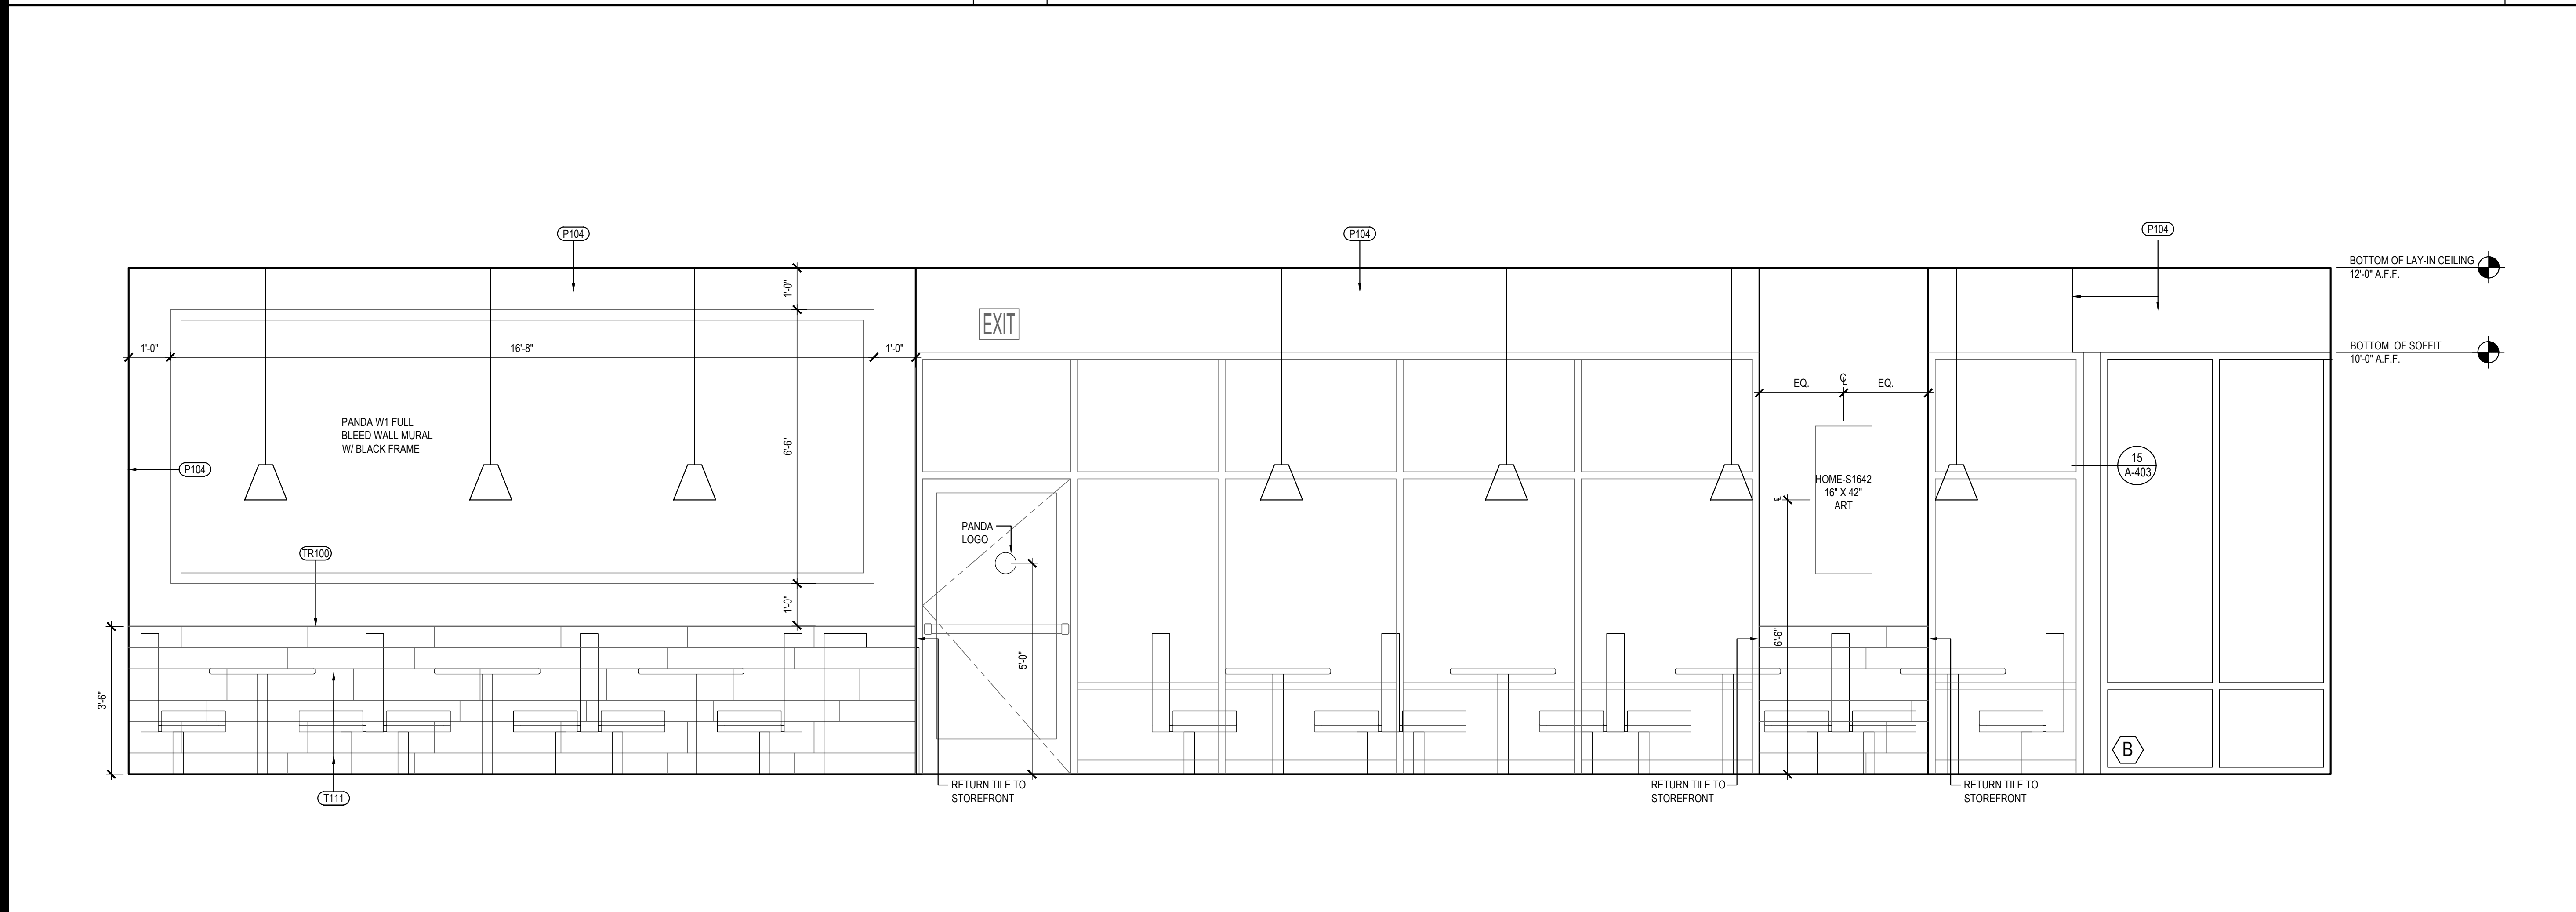 P104
P104
P104
BOTTOM OF LAY-IN CEILING
12'-0" A.F.F.
1'-0"
EXIT
1'-0"
16'-8"
1'-0"
BOTTOM OF SOFFIT
10'-0" A.F.F.
EQ.
℄
EQ.
PANDA W1 FULL
BLEED WALL MURAL
W/ BLACK FRAME
6'-6"
P104
15
A-403
HOME-S1642
16" X 42"
ART
℄
PANDA
LOGO
TR100
1'-0"
6'-6"
5'-0"
3'-6"
B
T111
RETURN TILE TO
STOREFRONT
RETURN TILE TO
STOREFRONT
RETURN TILE TO
STOREFRONT